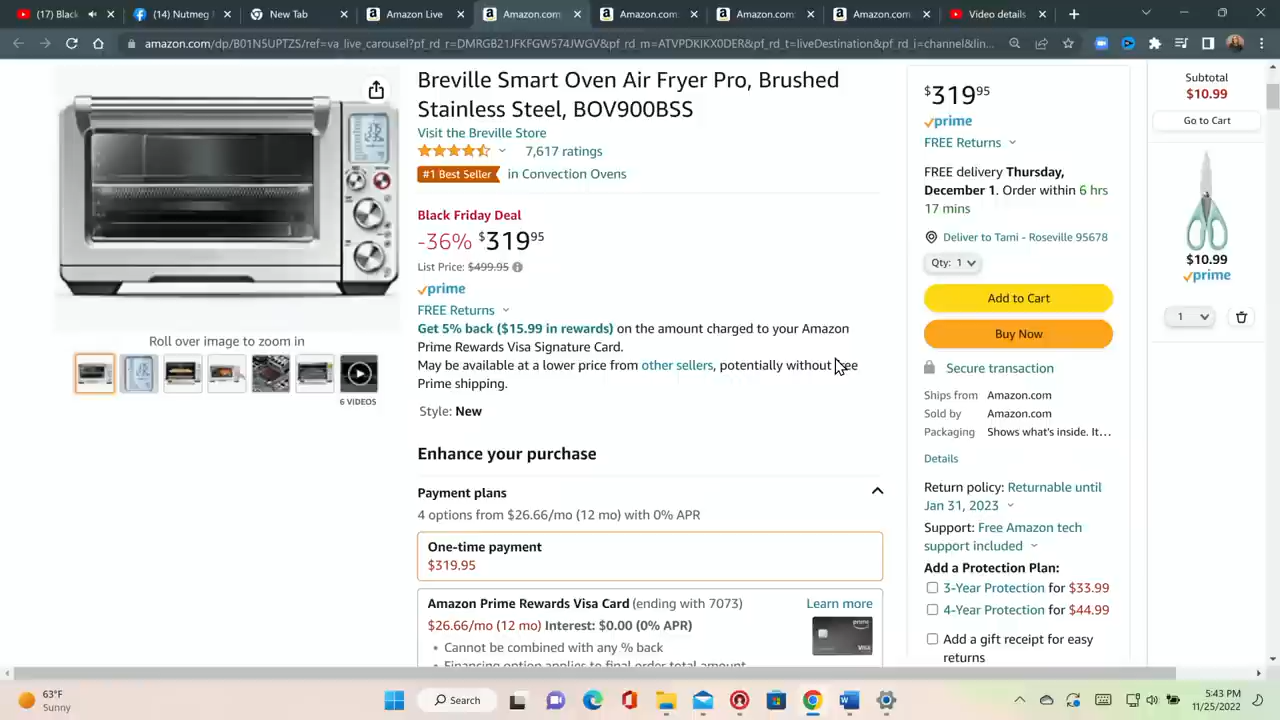 (1) Live
(14) Nutmeg
New Tab
Amazon
Amazon.com
Amazon.com
Amazon.com
Amazon.com
Video details
amazon.com/dp/B01N5UPTZS/ref=va_live_carousel?pf_rd_r=DMRGB21JFKFGW574JWGV&pf_rd_m=ATVPDKIKX0DER&pf_rd_t=liveDestination&pf_rd_i=channel&lin...
Breville Smart Oven Air Fryer Pro, Brushed
Stainless Steel, BOV900BSS
Visit the Breville Store
7,617 ratings
#1 Best Seller in Convection Ovens
Black Friday Deal
-36% $319 95
List Price: $499.95
prime
FREE Returns
Get 5% back ($15.99 in rewards) on the amount charged to your Amazon
Prime Rewards Visa Signature Card.
May be available at a lower price from other sellers, potentially without free
Prime shipping.
Style: New
Roll over image to zoom in
6 VIDEOS
Enhance your purchase
Payment plans
4 options from $26.66/mo (12 mo) with 0% APR
One-time payment
$319.95
Amazon Prime Rewards Visa Card (ending with 7073) Learn more
$26.66/mo (12 mo) Interest: $0.00 (0% APR)
prime
VISA
• Cannot be combined with any % back
• Financing option applies to final order total amount
$319 95
prime
FREE Returns
FREE delivery Thursday,
December 1. Order within 6 hrs
17 mins
Deliver to Tami - Roseville 95678
Qty: 1
Add to Cart
Buy Now
Secure transaction
Ships from Amazon.com
Sold by Amazon.com
Packaging Shows what's inside. It...
Details
Return policy: Returnable until
Jan 31, 2023
Support: Free Amazon tech
support included
Add a Protection Plan:
3-Year Protection for $33.99
4-Year Protection for $44.99
Add a gift receipt for easy
returns
Subtotal
$10.99
Go to Cart
$10.99
prime
1
63°F
Sunny
Search
5:43 PM
11/25/2022